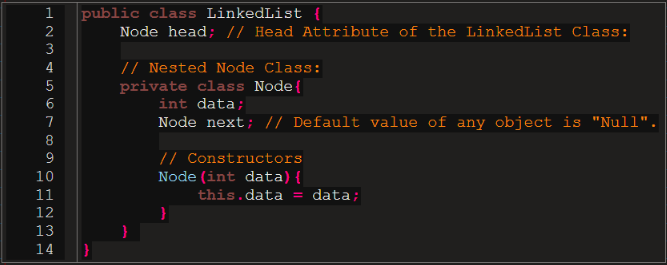 1 public class LinkedList {
2     Node head; // Head Attribute of the LinkedList Class:
3
4     // Nested Node Class:
5     private class Node{
6         int data;
7         Node next; // Default value of any object is "Null".
8
9         // Constructors
10         Node(int data){
11             this.data = data;
12         }
13     }
14 }